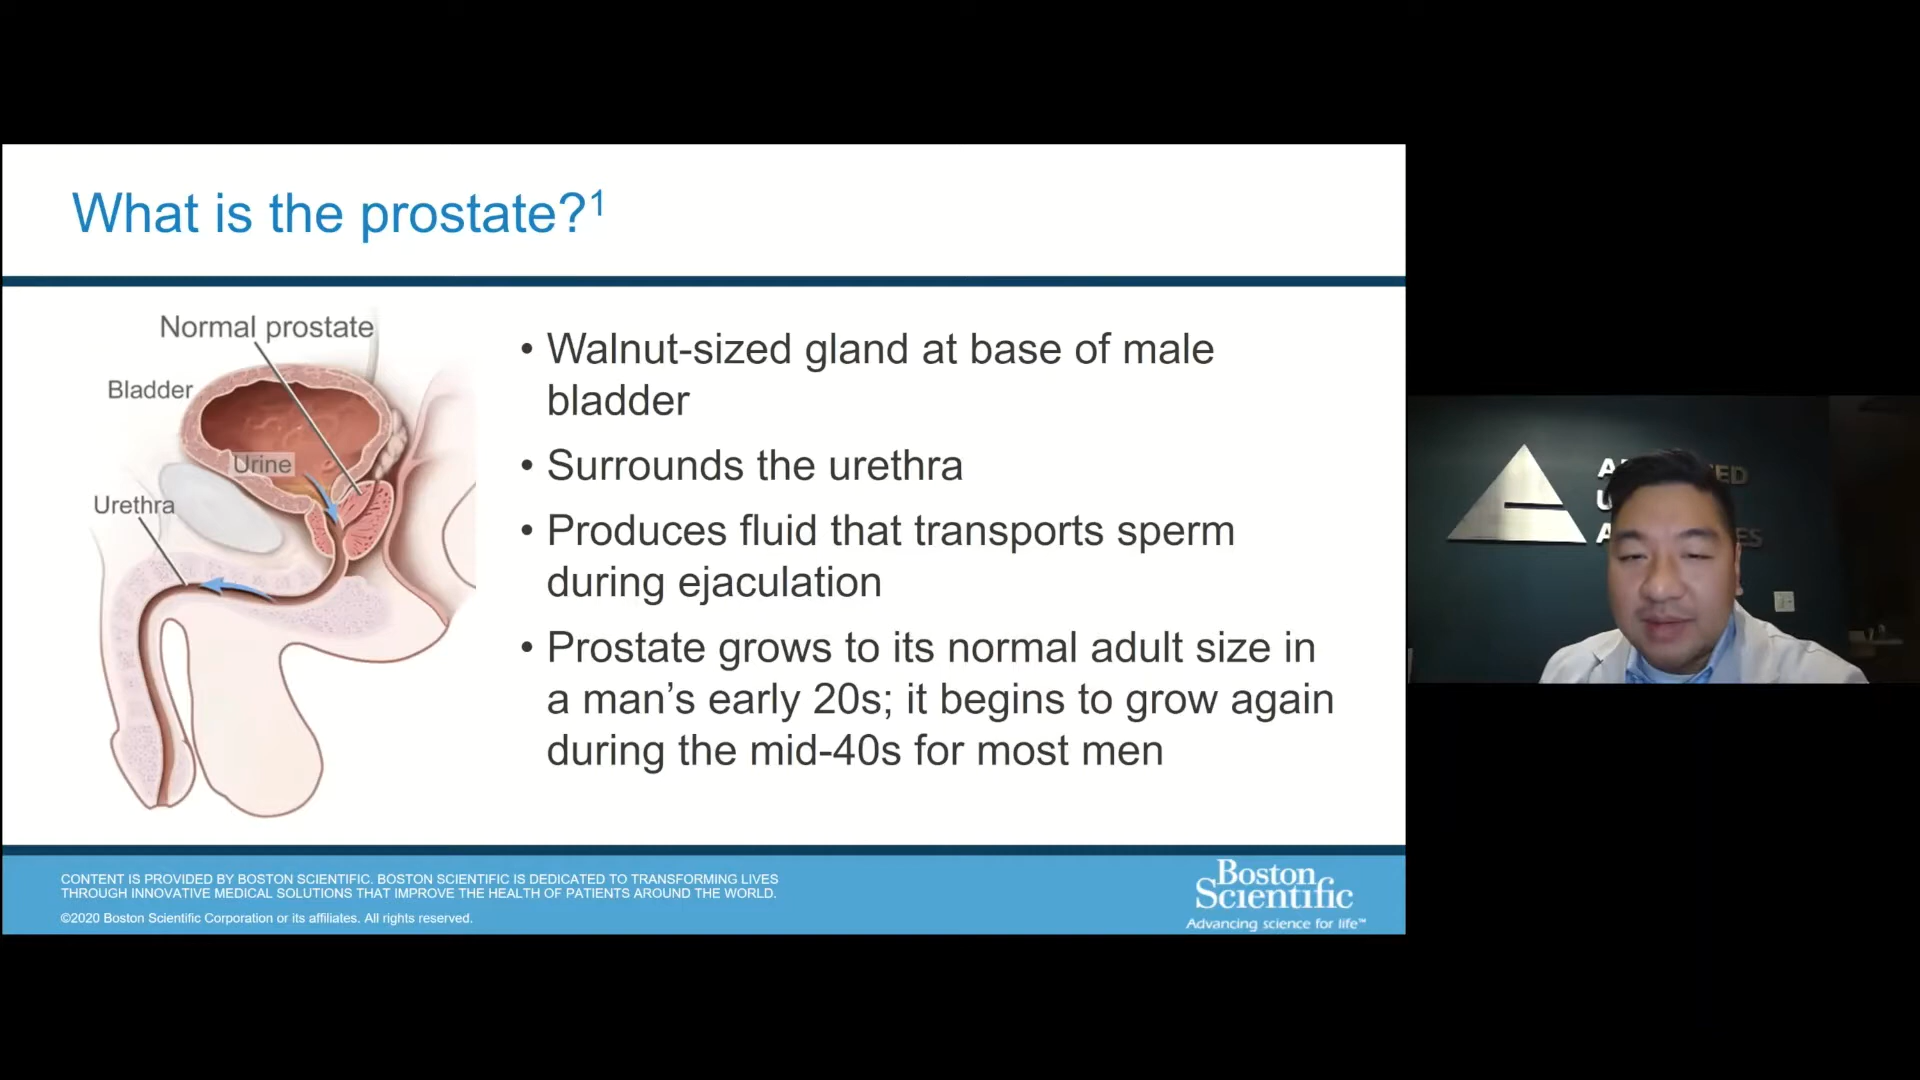 What is the prostate?¹
Normal prostate
Bladder
Urine
Urethra
• Walnut-sized gland at base of male
bladder
• Surrounds the urethra
• Produces fluid that transports sperm
during ejaculation
• Prostate grows to its normal adult size in
a man’s early 20s; it begins to grow again
during the mid-40s for most men
CONTENT IS PROVIDED BY BOSTON SCIENTIFIC. BOSTON SCIENTIFIC IS DEDICATED TO TRANSFORMING LIVES
THROUGH INNOVATIVE MEDICAL SOLUTIONS THAT IMPROVE THE HEALTH OF PATIENTS AROUND THE WORLD.
©2020 Boston Scientific Corporation or its affiliates. All rights reserved.
Boston
Scientific
Advancing science for life™